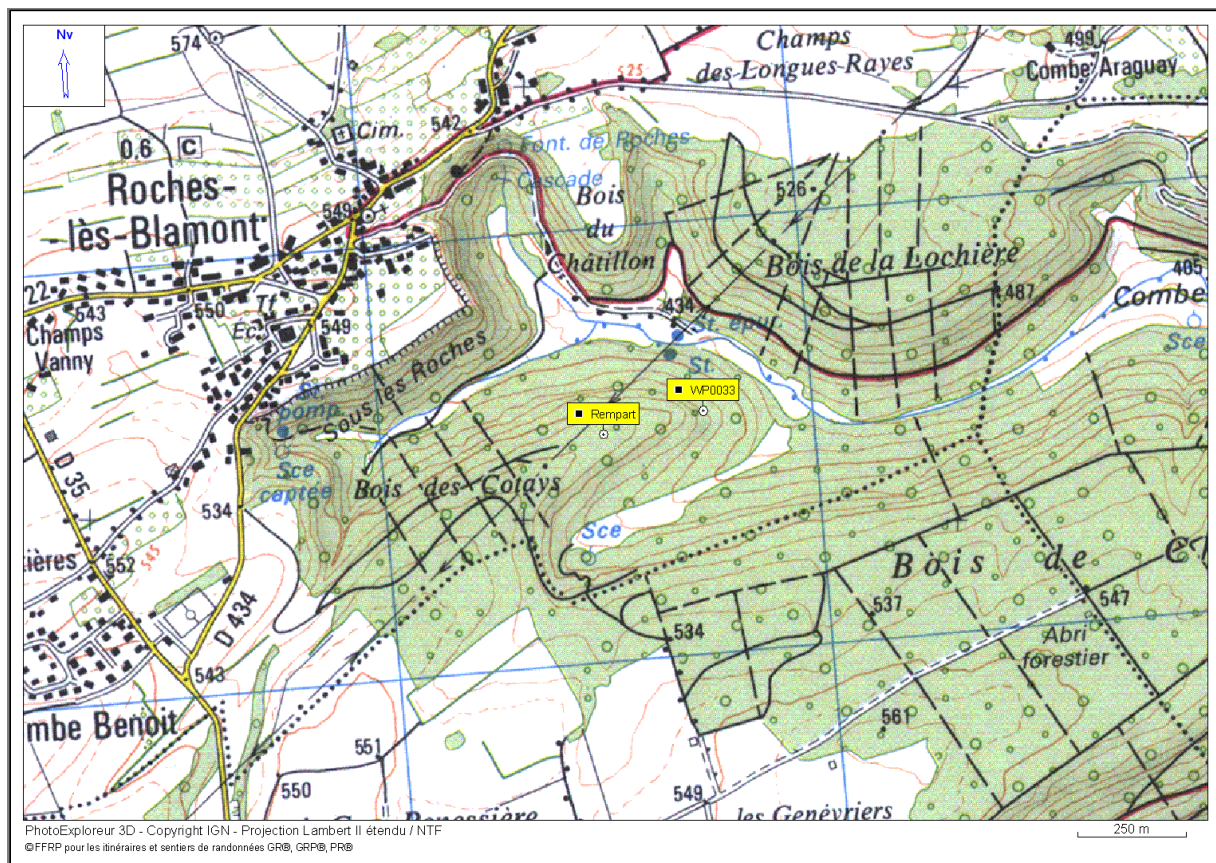 Nv
574
Champs
des Longues Rayes
499
Combe Araguay
525
542
Cim.
0,6
C
Font. de Roches
Cascade
Roches-
lès-Blamont
549
Bois
du
Châtillon
526
Bois de la Lochière
487
405
Combe
Sce
22
543
550
Tf
Ec.
549
Champs
Vanny
434
St. épur
St.
WP0033
Rempart
Sous les Roches
St.
pomp.
Sce
captée
Bois des Cotays
Sce
D 35
534
ières
552
545
D 434
543
mbe Benoit
Bois de
534
537
547
Abri
forestier
561
551
550
549
les Genévriers
PhotoExploreur 3D - Copyright IGN - Projection Lambert II étendu / NTF
©FFRP pour les itinéraires et sentiers de randonnées GR®, GRP®, PR®
250 m